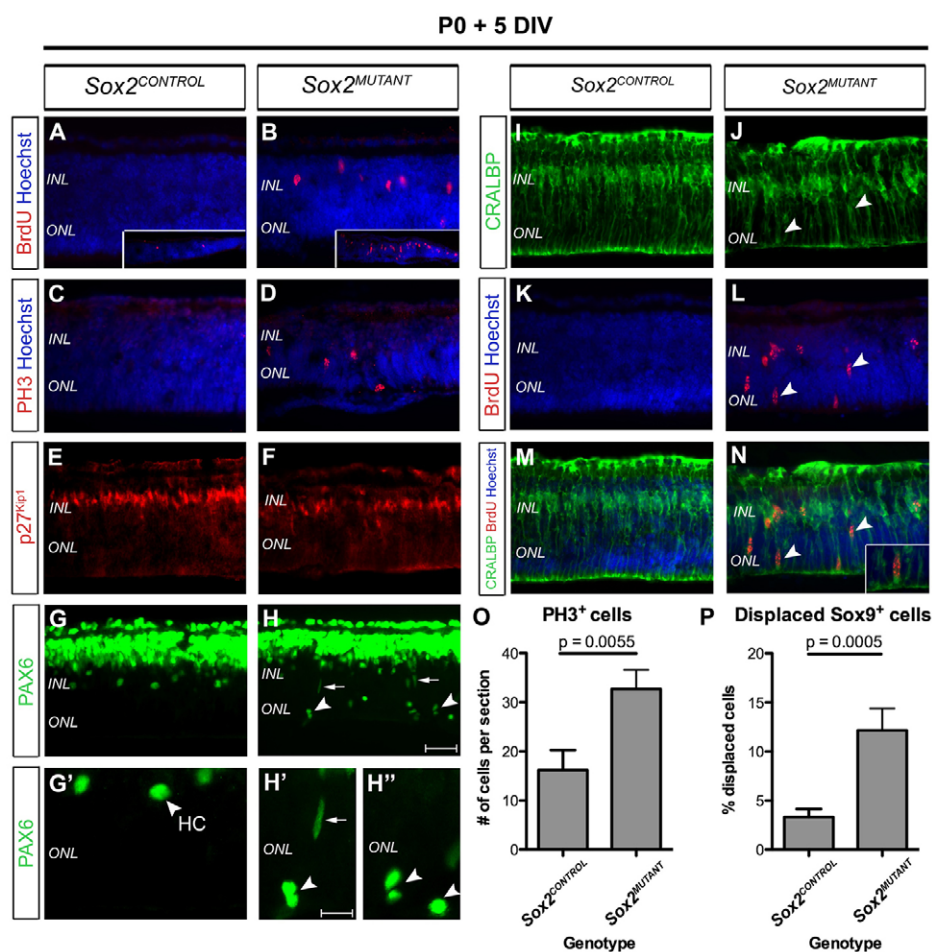 P0 + 5 DIV
Sox2CONTROL
Sox2MUTANT
Sox2CONTROL
Sox2MUTANT
BrdU Hoechst
A
INL
ONL
B
INL
ONL
CRALBP
I
INL
ONL
J
INL
ONL
PH3 Hoechst
C
INL
ONL
D
INL
ONL
BrdU Hoechst
K
INL
ONL
L
INL
ONL
p27Kip1
E
INL
ONL
F
INL
ONL
CRALBP BrdU Hoechst
M
INL
ONL
N
INL
ONL
PAX6
G
INL
ONL
H
INL
ONL
PAX6
G'
HC
ONL
H'
ONL
H"
ONL
O
PH3+ cells
p = 0.0055
# of cells per section
40
30
20
10
0
Sox2CONTROL
Sox2MUTANT
Genotype
P
Displaced Sox9+ cells
p = 0.0005
% displaced cells
20
15
10
5
0
Sox2CONTROL
Sox2MUTANT
Genotype